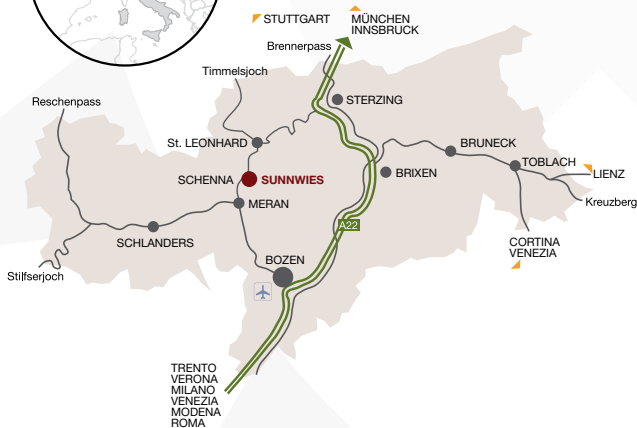 STUTTGART
MÜNCHEN
INNSBRUCK
Brennerpass
Timmelsjoch
Reschenpass
STERZING
St. LEONHARD
BRUNECK
TOBLACH
LIENZ
SCHENNA
SUNNWIES
BRIXEN
Kreuzberg
MERAN
A22
SCHLANDERS
CORTINA
VENEZIA
BOZEN
Stilfserjoch
TRENTO
VERONA
MILANO
VENEZIA
MODENA
ROMA